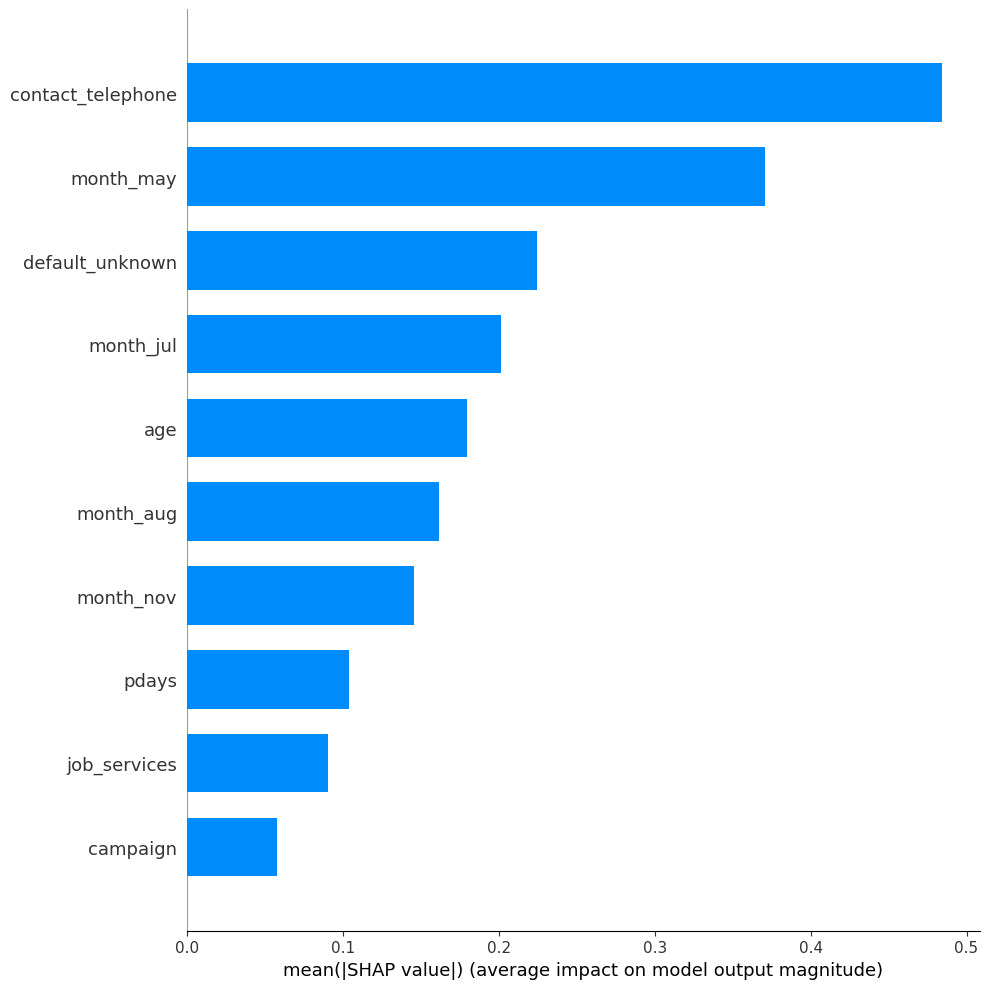 contact_telephone
month_may
default_unknown
month_jul
age
month_aug
month_nov
pdays
job_services
campaign
0.0 0.1 0.2 0.3 0.4 0.5
mean(|SHAP value|) (average impact on model output magnitude)